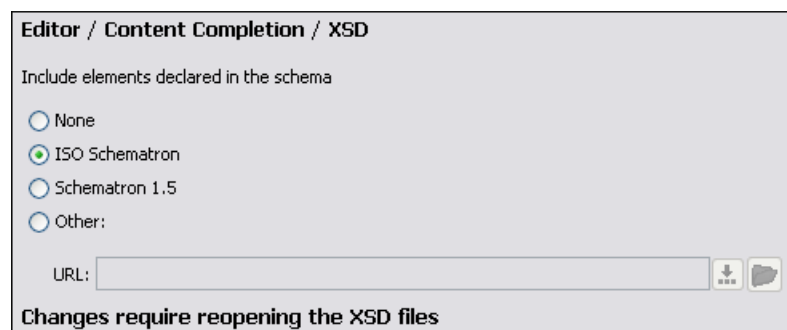 Editor / Content Completion / XSD
Include elements declared in the schema
None
ISO Schematron
Schematron 1.5
Other:
URL:
Changes require reopening the XSD files